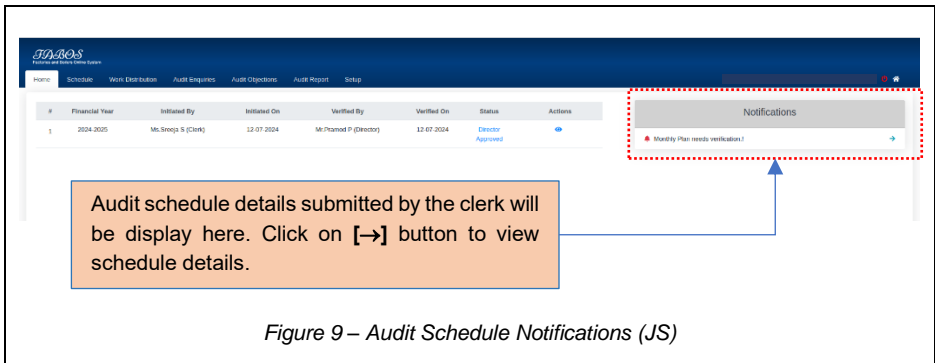 FABOS
Factories and Boilers Online System
Home Schedule Work Distribution Audit Enquiries Audit Objections Audit Report Setup
# Financial Year Initiated By Initiated On Verified By Verified On Status Actions
1 2024-2025 Ms.Sreeja S (Clerk) 12-07-2024 Mr.Pramod P (Director) 12-07-2024 Director
Approved
Notifications
Monthly Plan needs verification.! →
Audit schedule details submitted by the clerk will
be display here. Click on [→] button to view
schedule details.
Figure 9 – Audit Schedule Notifications (JS)